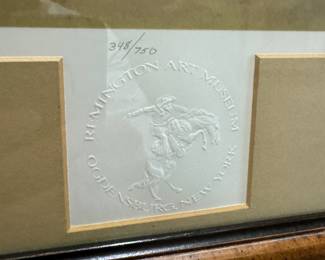 348/750
REMINGTON ART MUSEUM
OGDENSBURG, NEW YORK